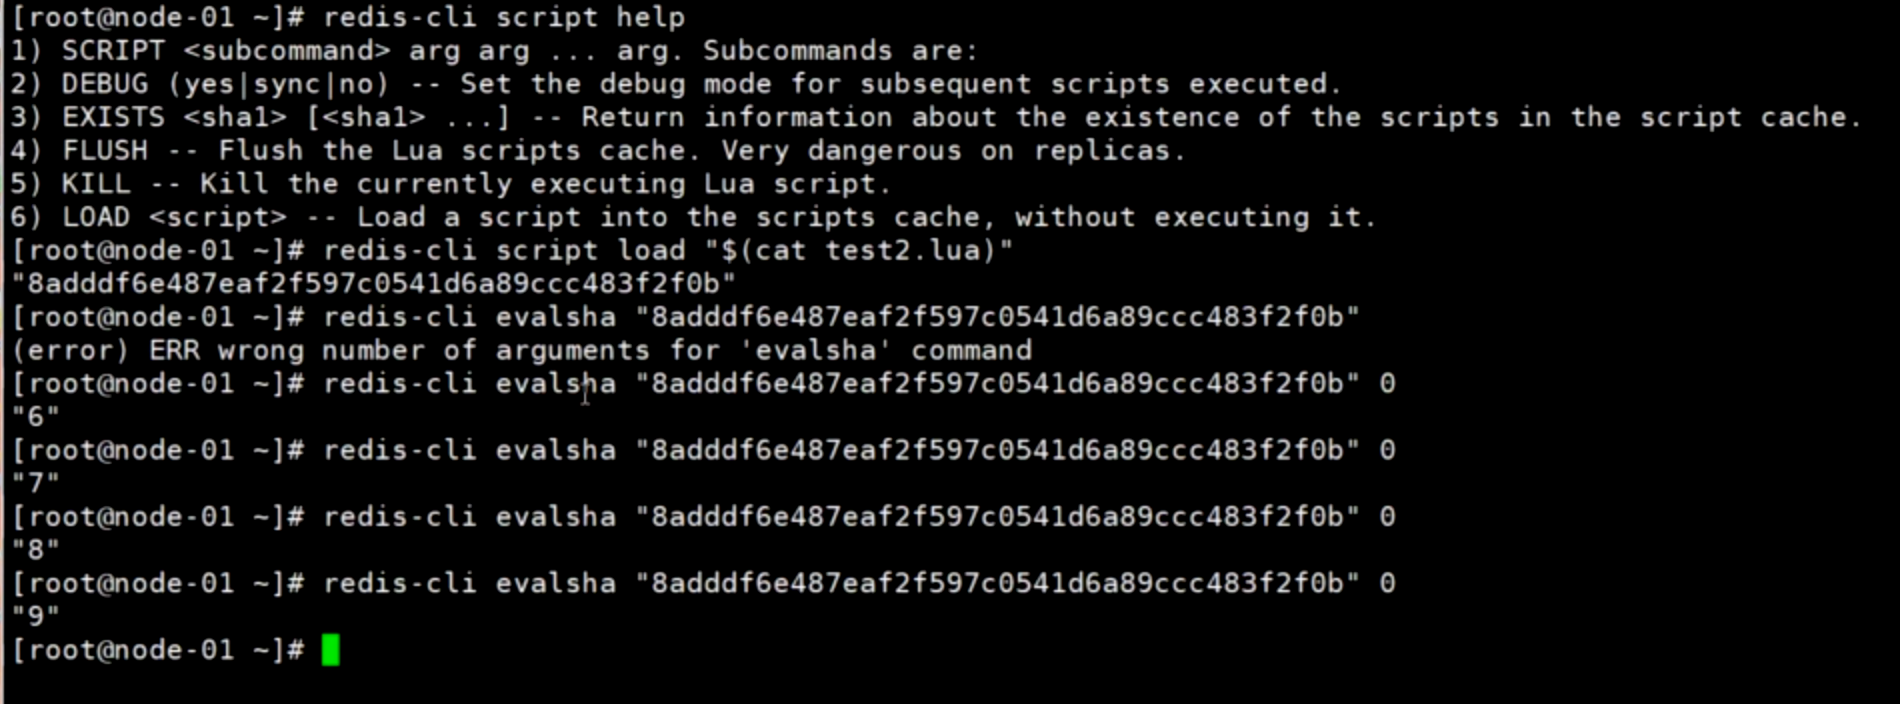 [root@node-01 ~]# redis-cli script help
1) SCRIPT <subcommand> arg arg ... arg. Subcommands are:
2) DEBUG (yes|sync|no) -- Set the debug mode for subsequent scripts executed.
3) EXISTS <sha1> [<sha1> ...] -- Return information about the existence of the scripts in the script cache.
4) FLUSH -- Flush the Lua scripts cache. Very dangerous on replicas.
5) KILL -- Kill the currently executing Lua script.
6) LOAD <script> -- Load a script into the scripts cache, without executing it.
[root@node-01 ~]# redis-cli script load "$(cat test2.lua)"
"8adddf6e487eaf2f597c0541d6a89ccc483f2f0b"
[root@node-01 ~]# redis-cli evalsha "8adddf6e487eaf2f597c0541d6a89ccc483f2f0b"
(error) ERR wrong number of arguments for 'evalsha' command
[root@node-01 ~]# redis-cli evalsha "8adddf6e487eaf2f597c0541d6a89ccc483f2f0b" 0
"6"
[root@node-01 ~]# redis-cli evalsha "8adddf6e487eaf2f597c0541d6a89ccc483f2f0b" 0
"7"
[root@node-01 ~]# redis-cli evalsha "8adddf6e487eaf2f597c0541d6a89ccc483f2f0b" 0
"8"
[root@node-01 ~]# redis-cli evalsha "8adddf6e487eaf2f597c0541d6a89ccc483f2f0b" 0
"9"
[root@node-01 ~]#